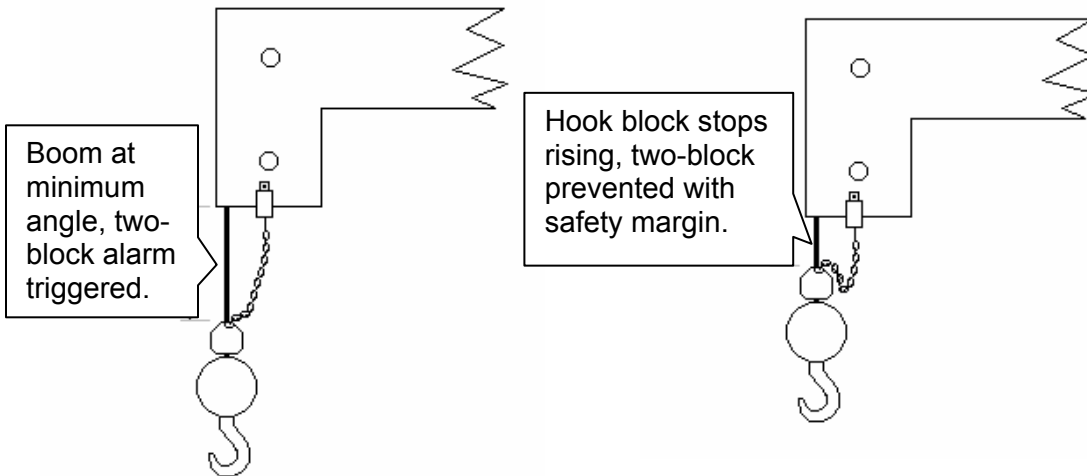 Boom at
minimum
angle, two-
block alarm
triggered.
Hook block stops
rising, two-block
prevented with
safety margin.